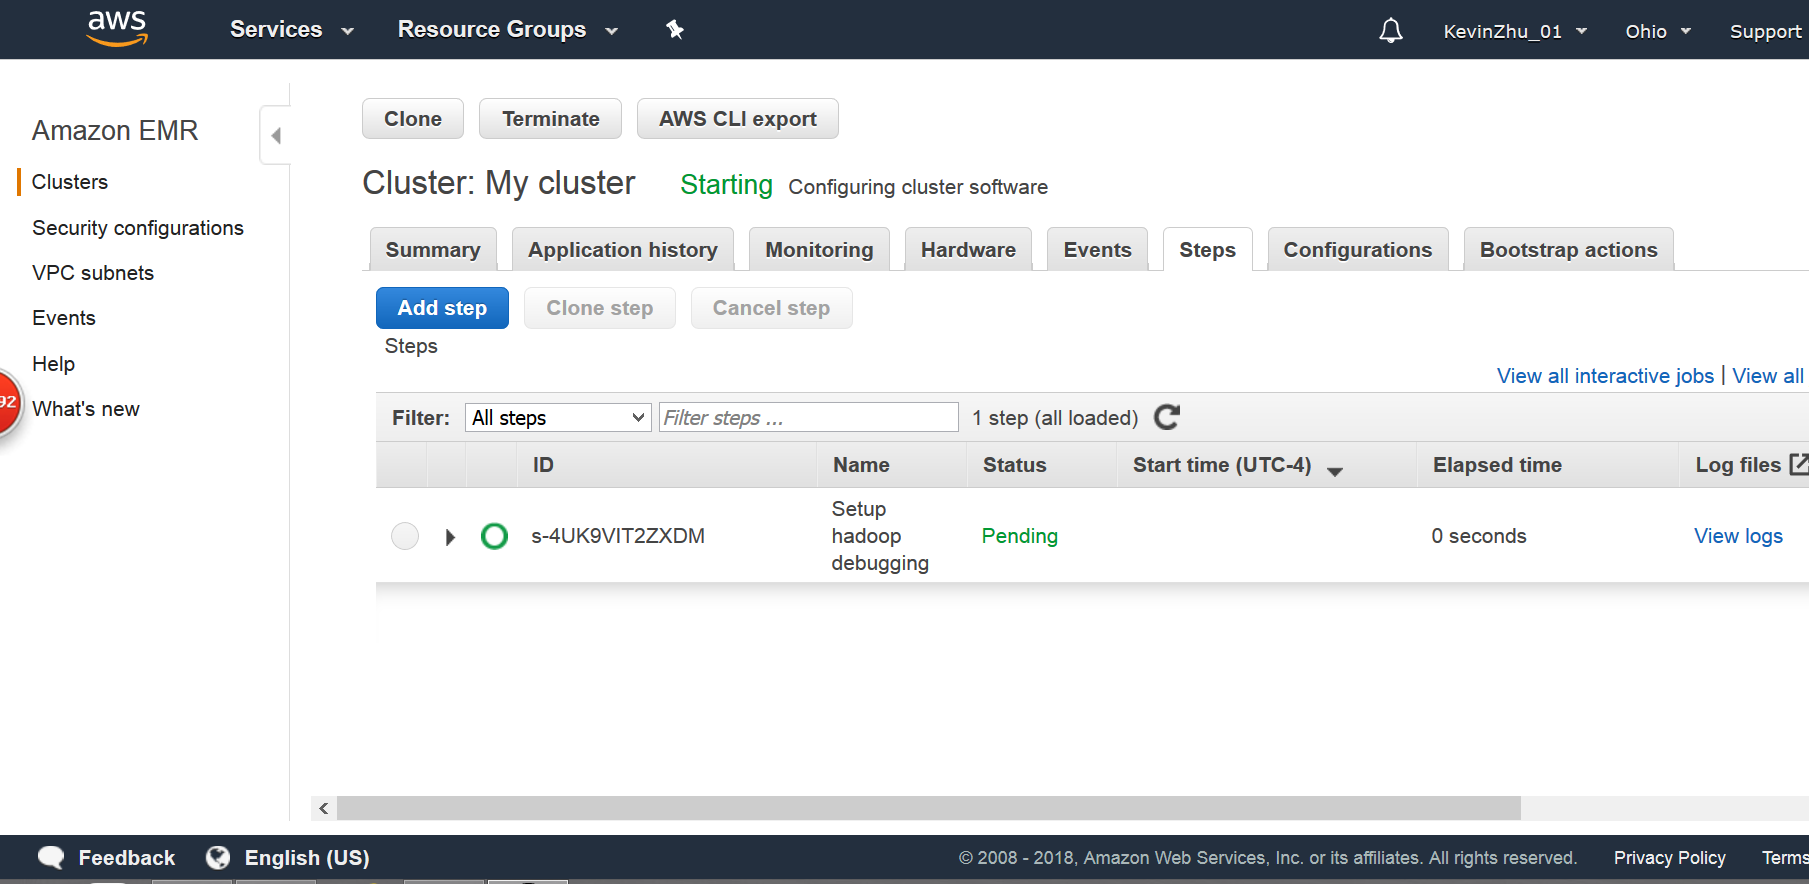 aws Services Resource Groups KevinZhu_01 Ohio Support
Amazon EMR
Clusters
Security configurations
VPC subnets
Events
Help
What's new
92
Clone Terminate AWS CLI export
Cluster: My cluster Starting Configuring cluster software
Summary Application history Monitoring Hardware Events Steps Configurations Bootstrap actions
Add step Clone step Cancel step
Steps
View all interactive jobs | View all
Filter: All steps Filter steps ... 1 step (all loaded)
ID Name Status Start time (UTC-4) Elapsed time Log files
s-4UK9VIT2ZXDM Setup hadoop debugging Pending 0 seconds View logs
Feedback English (US) © 2008 - 2018, Amazon Web Services, Inc. or its affiliates. All rights reserved. Privacy Policy Terms